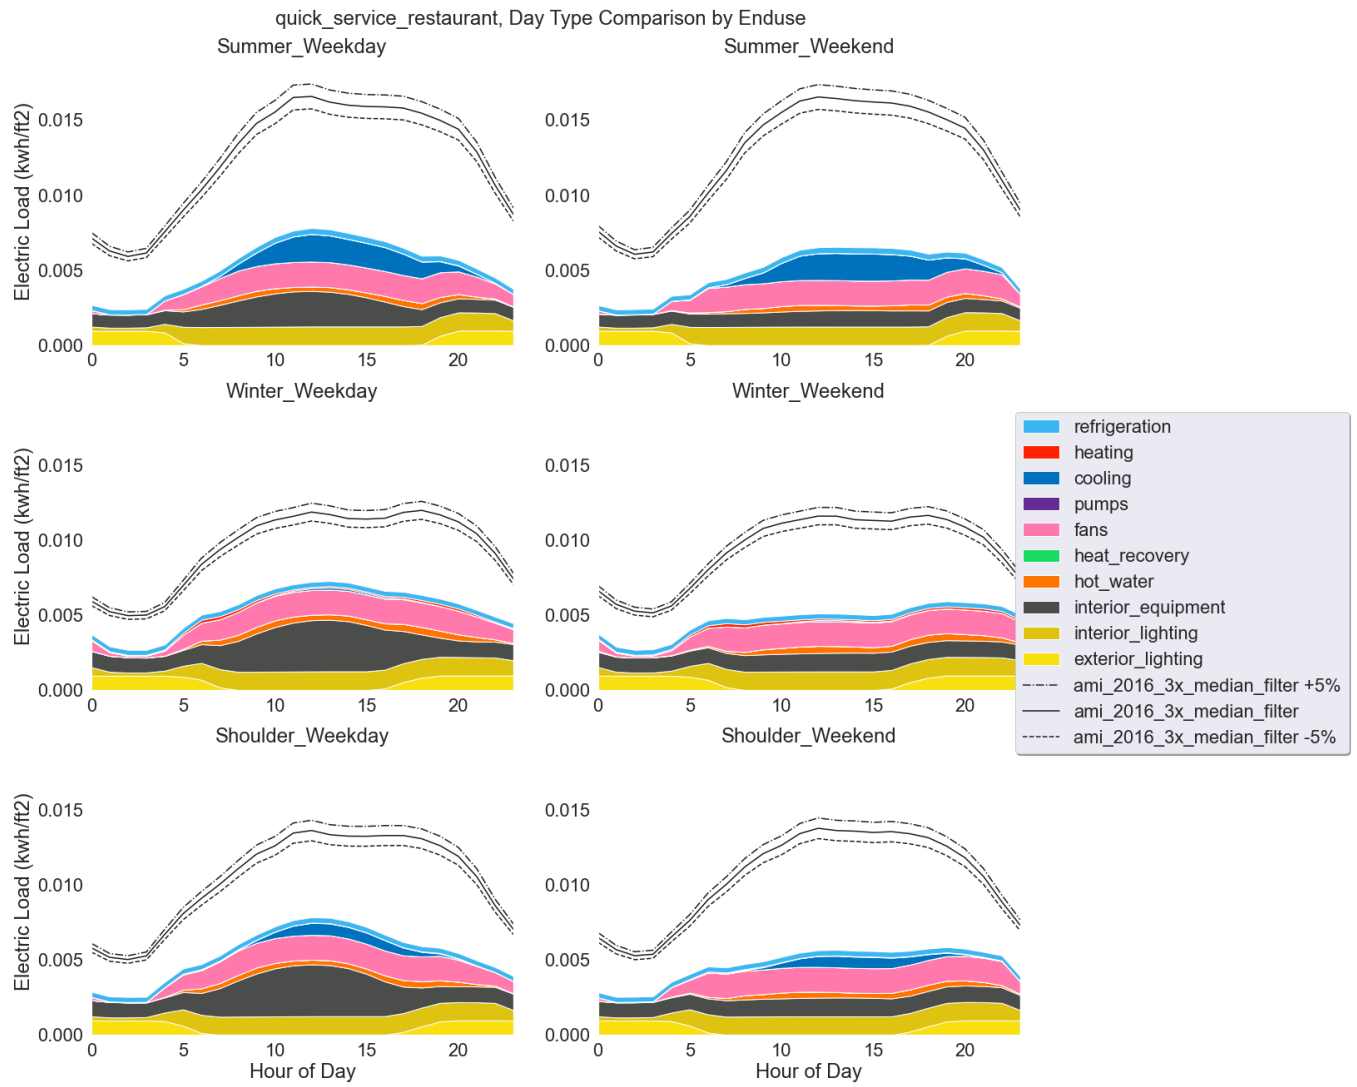 quick_service_restaurant, Day Type Comparison by Enduse
Summer_Weekday
Summer_Weekend
Electric Load (kwh/ft2)
0.015
0.010
0.005
0.000
0 5 10 15 20
0.015
0.010
0.005
0.000
0 5 10 15 20
Winter_Weekday
Winter_Weekend
Electric Load (kwh/ft2)
0.015
0.010
0.005
0.000
0 5 10 15 20
0.015
0.010
0.005
0.000
0 5 10 15 20
refrigeration
heating
cooling
pumps
fans
heat_recovery
hot_water
interior_equipment
interior_lighting
exterior_lighting
ami_2016_3x_median_filter +5%
ami_2016_3x_median_filter
ami_2016_3x_median_filter -5%
Shoulder_Weekday
Shoulder_Weekend
Electric Load (kwh/ft2)
0.015
0.010
0.005
0.000
0 5 10 15 20
Hour of Day
0.015
0.010
0.005
0.000
0 5 10 15 20
Hour of Day